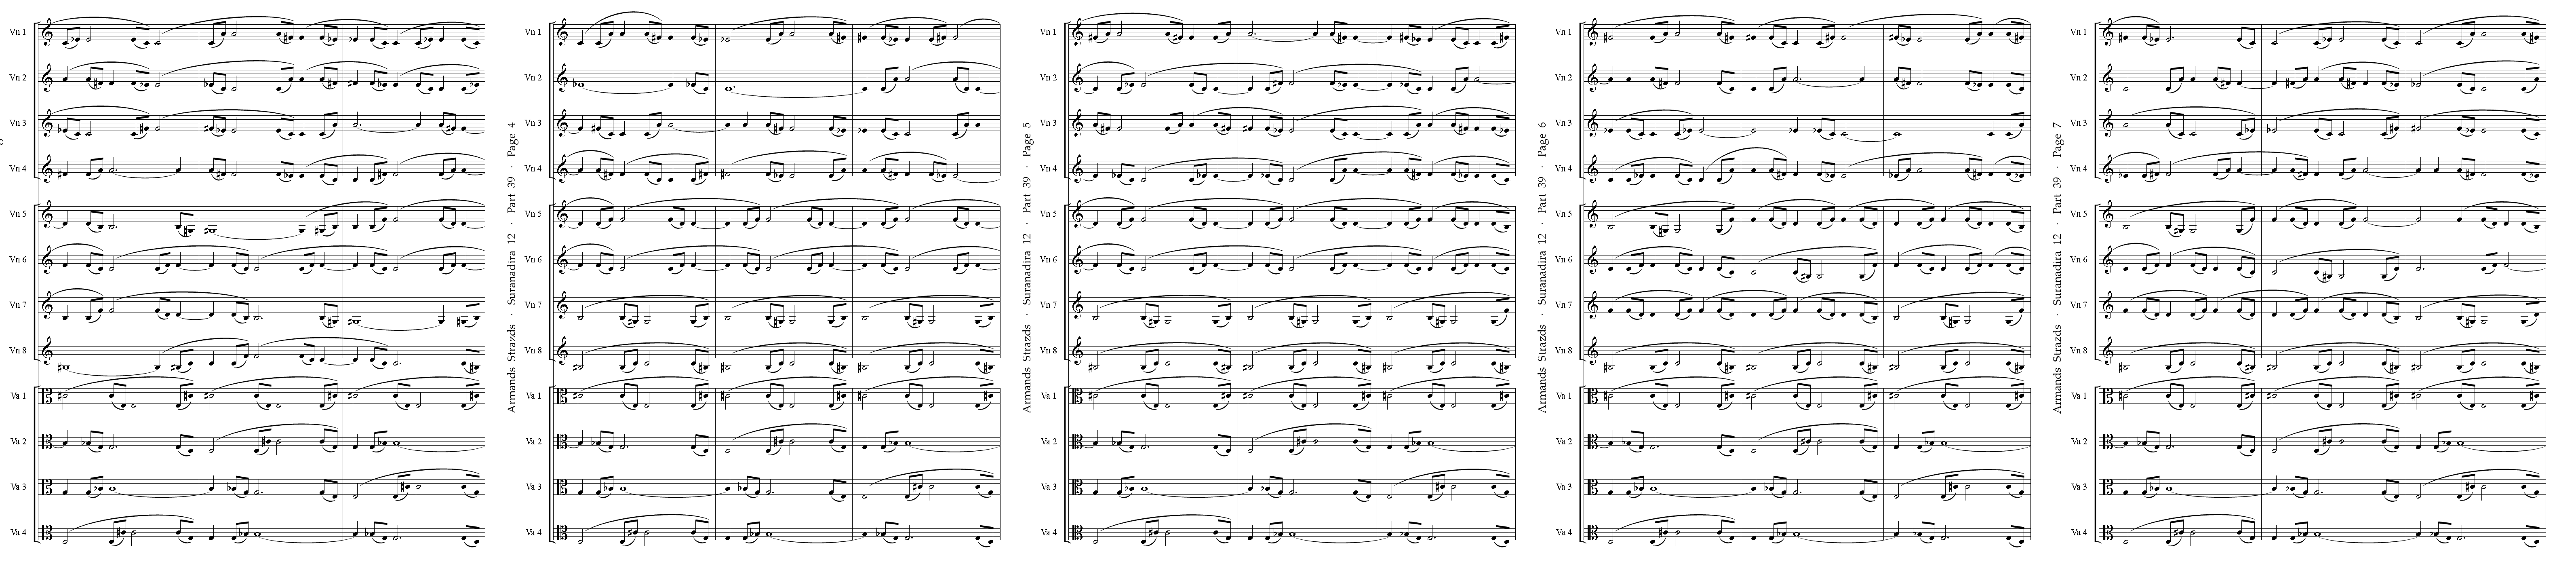 Vn 1
Vn 2
Vn 3
Vn 4
Vn 5
Vn 6
Vn 7
Vn 8
Va 1
Va 2
Va 3
Va 4
Armands Strazds · Suranadira 12 · Part 39 · Page 4
Vn 1
Vn 2
Vn 3
Vn 4
Vn 5
Vn 6
Vn 7
Vn 8
Va 1
Va 2
Va 3
Va 4
Armands Strazds · Suranadira 12 · Part 39 · Page 5
Vn 1
Vn 2
Vn 3
Vn 4
Vn 5
Vn 6
Vn 7
Vn 8
Va 1
Va 2
Va 3
Va 4
Armands Strazds · Suranadira 12 · Part 39 · Page 6
Vn 1
Vn 2
Vn 3
Vn 4
Vn 5
Vn 6
Vn 7
Vn 8
Va 1
Va 2
Va 3
Va 4
Armands Strazds · Suranadira 12 · Part 39 · Page 7
Vn 1
Vn 2
Vn 3
Vn 4
Vn 5
Vn 6
Vn 7
Vn 8
Va 1
Va 2
Va 3
Va 4